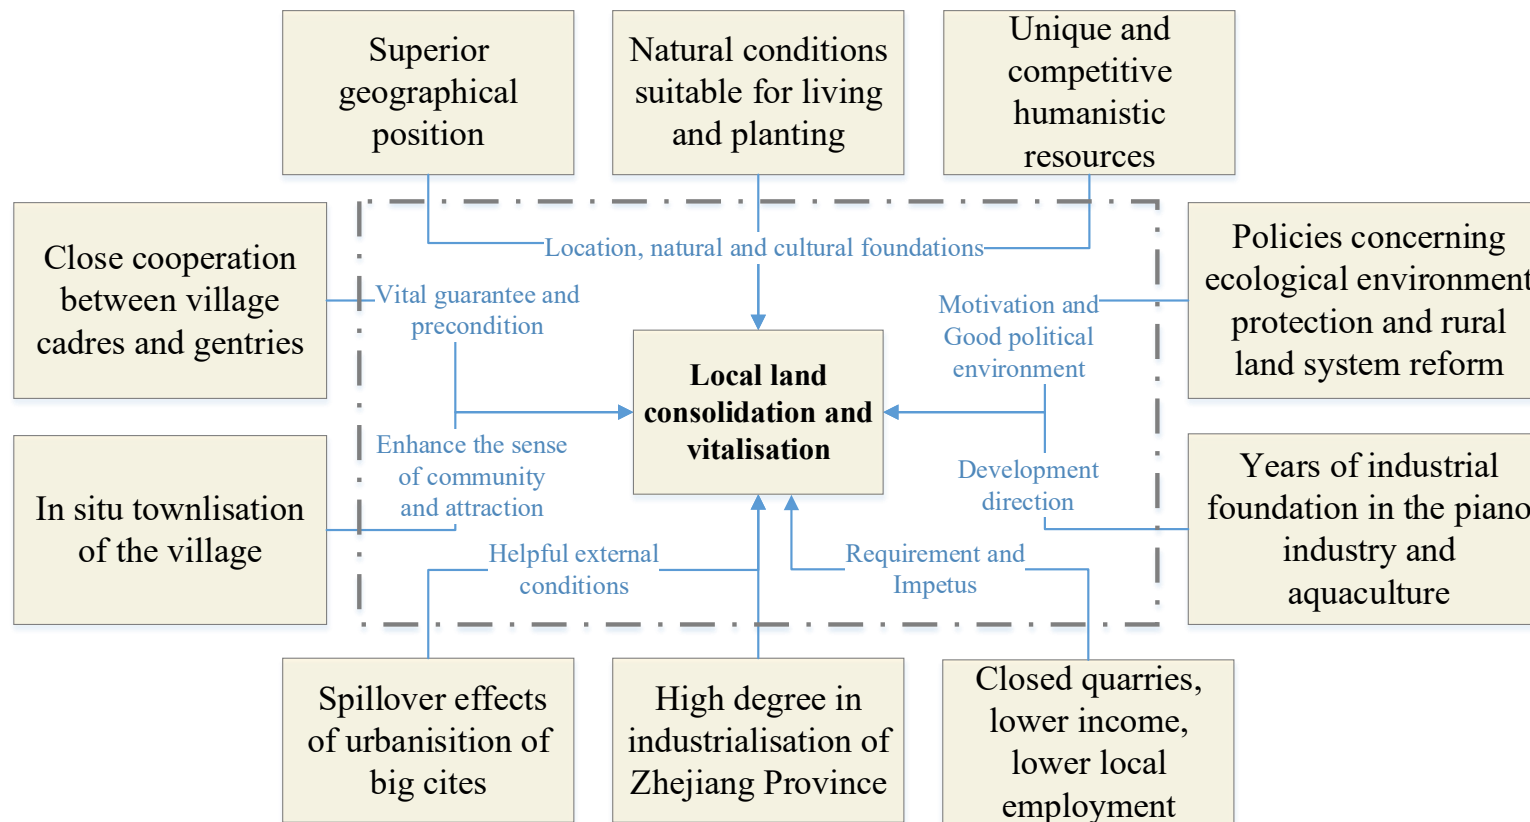 Superior
geographical
position
Natural conditions
suitable for living
and planting
Unique and
competitive
humanistic
resources
Close cooperation
between village
cadres and gentries
Location, natural and cultural foundations
Policies concerning
ecological environment
protection and rural
land system reform
Vital guarantee and
precondition
Motivation and
Good political
environment
Local land
consolidation and
vitalisation
In situ townlisation
of the village
Enhance the sense
of community
and attraction
Development
direction
Years of industrial
foundation in the piano
industry and
aquaculture
Helpful external
conditions
Requirement and
Impetus
Spillover effects
of urbanisition of
big cites
High degree in
industrialisation of
Zhejiang Province
Closed quarries,
lower income,
lower local
employment